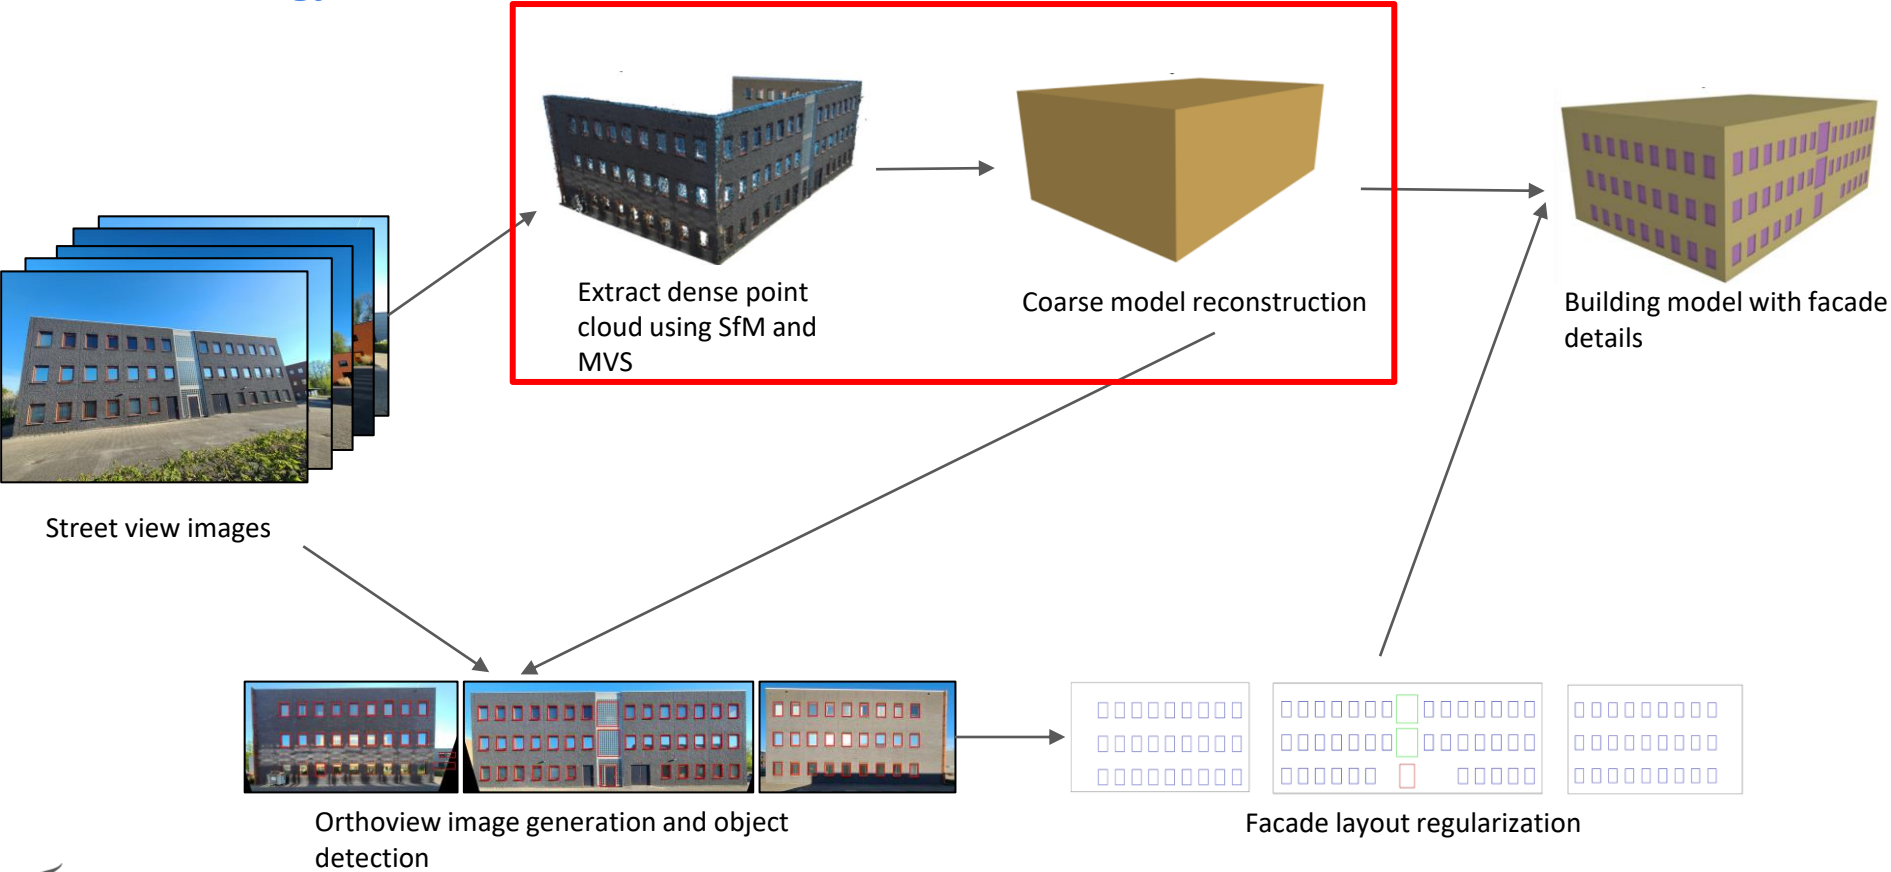 Extract dense point
cloud using SfM and
MVS
Coarse model reconstruction
Building model with facade
details
Street view images
Orthoview image generation and object
detection
Facade layout regularization